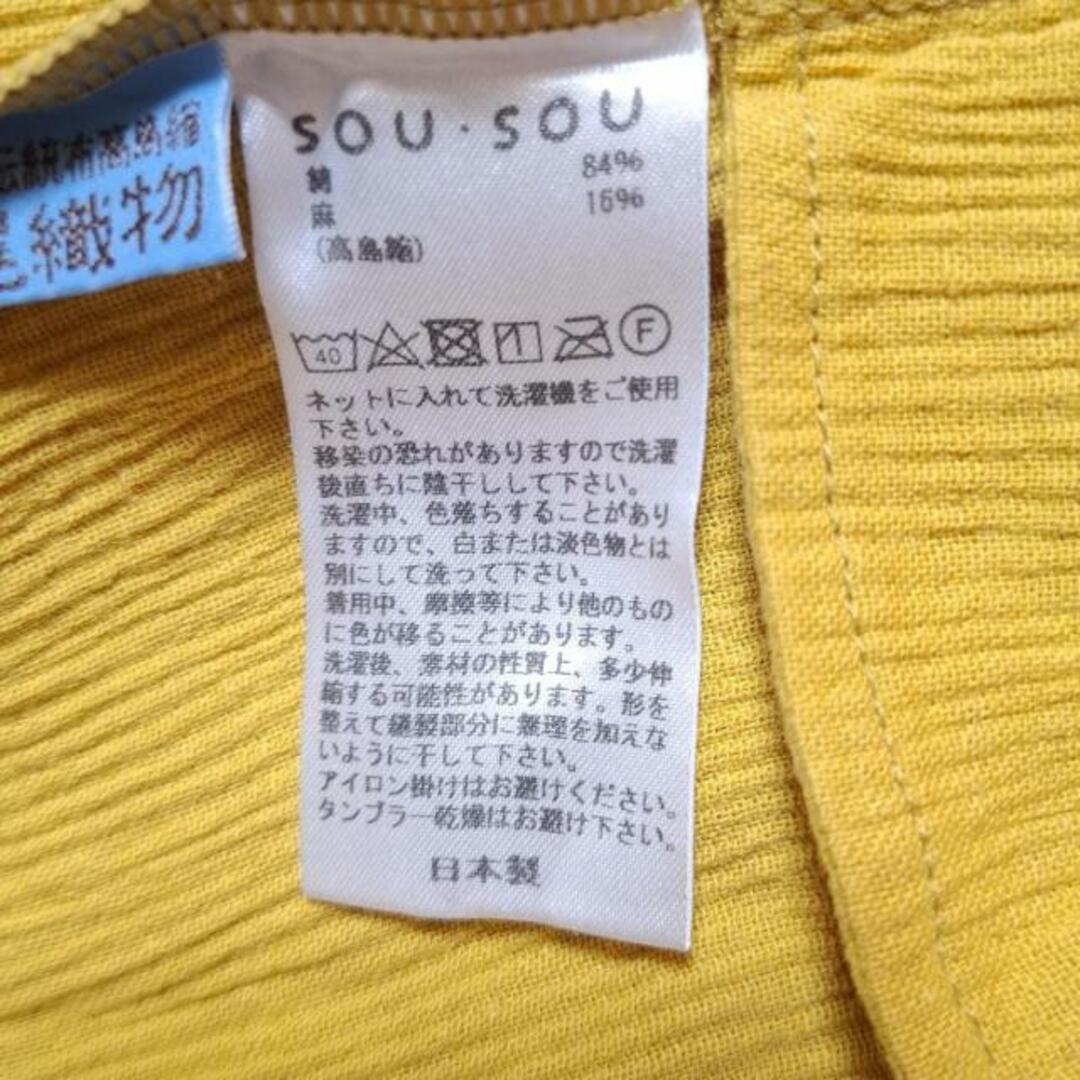 伝統布高島縮
織物
SOU・SOU
綿 84%
麻 16%
(高島縮)
40 F
ネットに入れて洗濯機をご使用
下さい。
移染の恐れがありますので洗濯
後直ちに陰干しして下さい。
洗濯中、色落ちすることがあり
ますので、白または淡色物とは
別にして洗って下さい。
着用中、摩擦等により他のもの
に色が移ることがあります。
洗濯後、素材の性質上、多少伸
縮する可能性があります。形を
整えて縫製部分に無理を加えな
いように干して下さい。
アイロン掛けはお避けください。
タンブラー乾燥はお避け下さい。
日本製